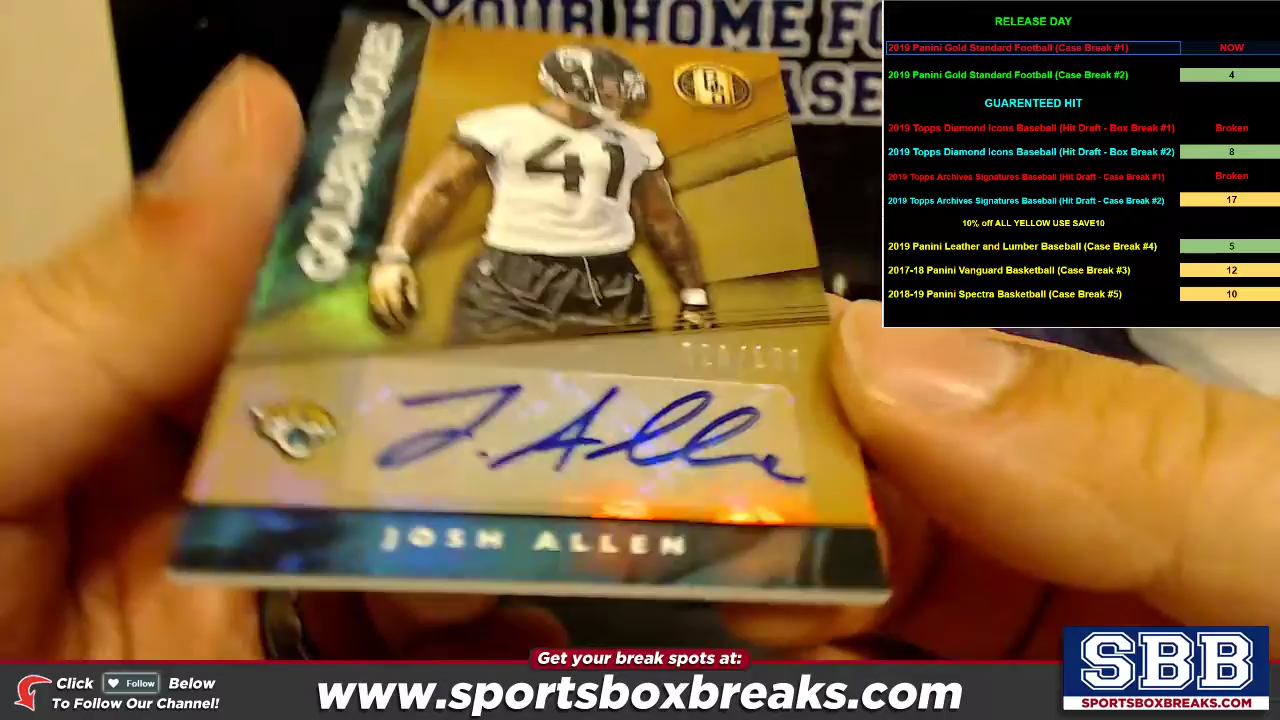 YOUR HOME FO
ASE
41
GH
J. Allen
JOSH ALLEN
RELEASE DAY
2019 Panini Gold Standard Football (Case Break #1) NOW
2019 Panini Gold Standard Football (Case Break #2) 4
GUARENTEED HIT
2019 Topps Diamond Icons Baseball (Hit Draft - Box Break #1) Broken
2019 Topps Diamond Icons Baseball (Hit Draft - Box Break #2) 8
2019 Topps Archives Signatures Baseball (Hit Draft - Case Break #1) Broken
2019 Topps Archives Signatures Baseball (Hit Draft - Case Break #2) 17
10% off ALL YELLOW USE SAVE10
2019 Panini Leather and Lumber Baseball (Case Break #4) 5
2017-18 Panini Vanguard Basketball (Case Break #3) 12
2018-19 Panini Spectra Basketball (Case Break #5) 10
Get your break spots at:
Click Follow Below
To Follow Our Channel!
www.sportsboxbreaks.com
SBB
SPORTSBOXBREAKS.COM